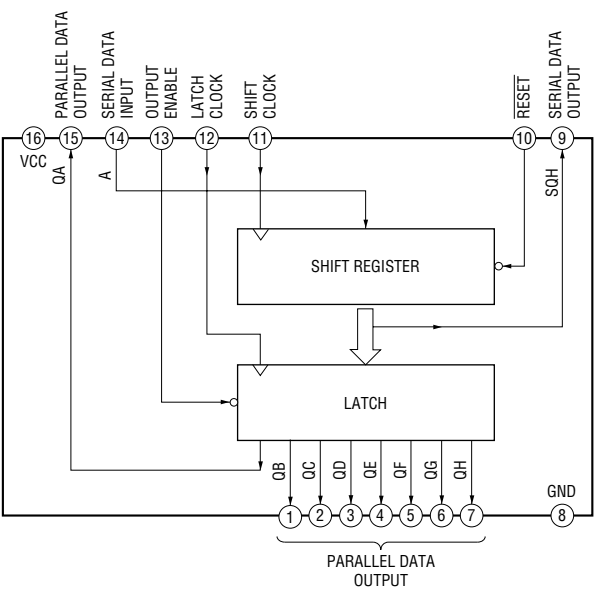 PARALLEL DATA
OUTPUT
SERIAL DATA
INPUT
OUTPUT
ENABLE
LATCH
CLOCK
SHIFT
CLOCK
RESET
SERIAL DATA
OUTPUT
16
15
14
13
12
11
10
9
VCC
QA
A
SQH
SHIFT REGISTER
LATCH
QB
QC
QD
QE
QF
QG
QH
GND
1
2
3
4
5
6
7
8
PARALLEL DATA
OUTPUT